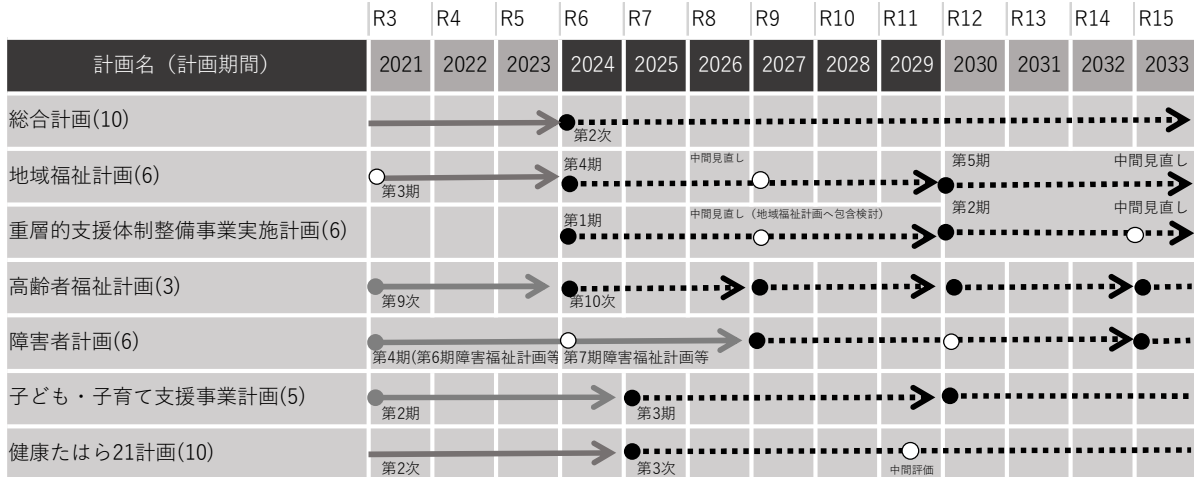 R3 R4 R5 R6 R7 R8 R9 R10 R11 R12 R13 R14 R15
計画名（計画期間） 2021 2022 2023 2024 2025 2026 2027 2028 2029 2030 2031 2032 2033
総合計画(10)
第2次
地域福祉計画(6)
第3期 第4期 中間見直し 第5期 中間見直し
重層的支援体制整備事業実施計画(6)
第1期 中間見直し（地域福祉計画へ包含検討） 第2期 中間見直し
高齢者福祉計画(3)
第9次 第10次
障害者計画(6)
第4期(第6期障害福祉計画等 第7期障害福祉計画等
子ども・子育て支援事業計画(5)
第2期 第3期
健康たはら21計画(10)
第2次 第3次 中間評価